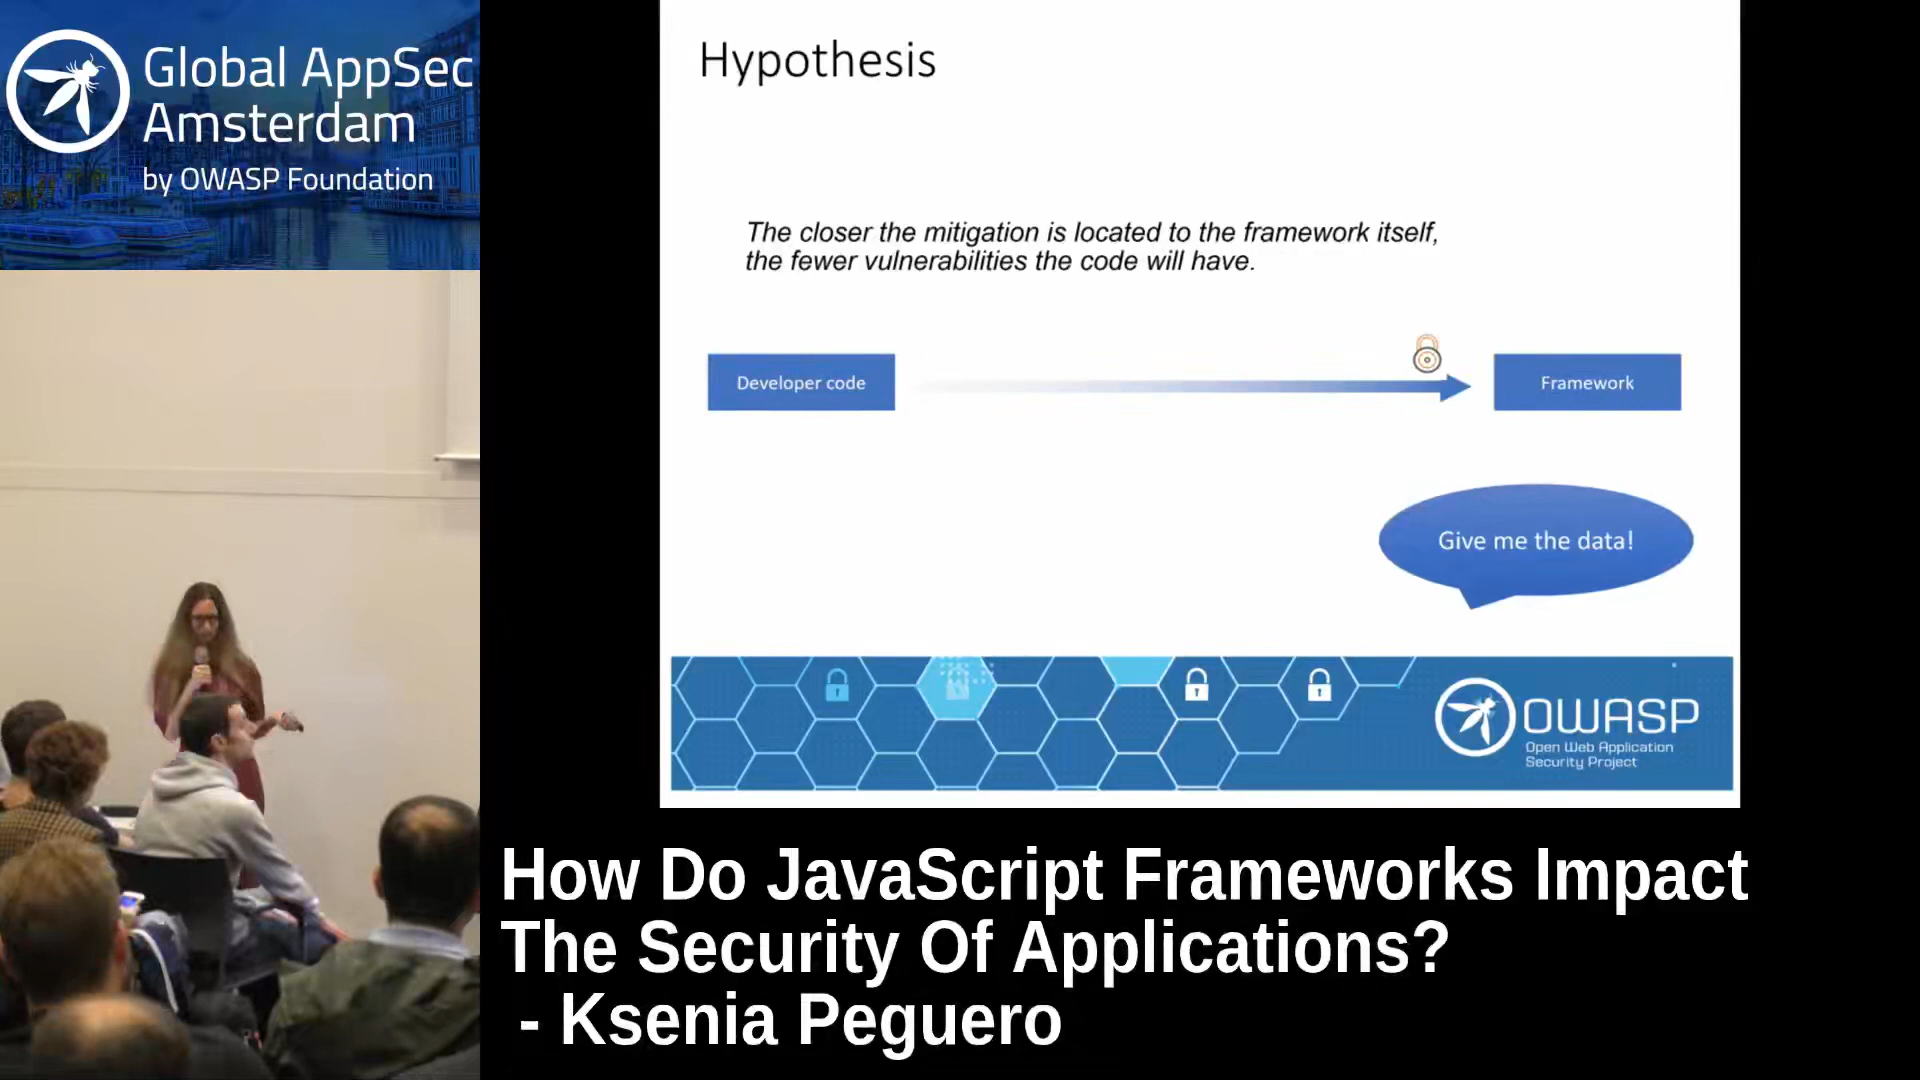 Global AppSec
Amsterdam
by OWASP Foundation
Hypothesis
The closer the mitigation is located to the framework itself,
the fewer vulnerabilities the code will have.
Developer code
Framework
Give me the data!
OWASP
Open Web Application
Security Project
How Do JavaScript Frameworks Impact
The Security Of Applications?
- Ksenia Peguero